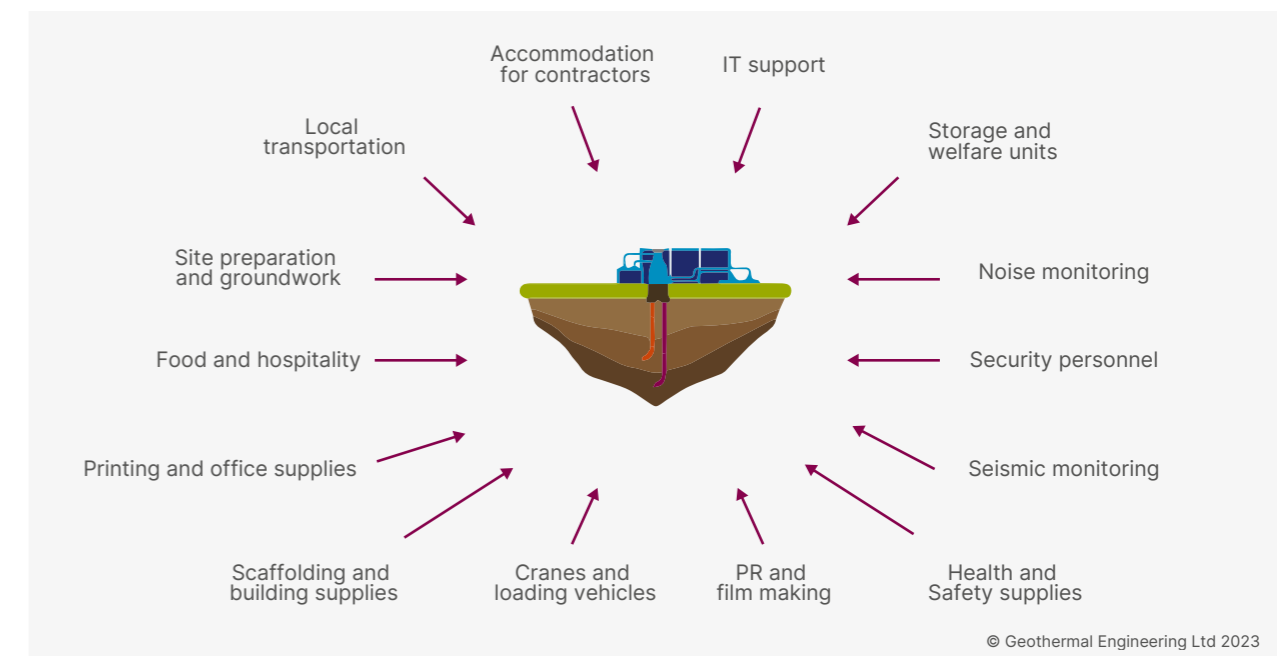 Accommodation
for contractors
IT support
Local
transportation
Storage and
welfare units
Site preparation
and groundwork
Noise monitoring
Food and hospitality
Security personnel
Printing and office supplies
Seismic monitoring
Scaffolding and
building supplies
Cranes and
loading vehicles
PR and
film making
Health and
Safety supplies
© Geothermal Engineering Ltd 2023